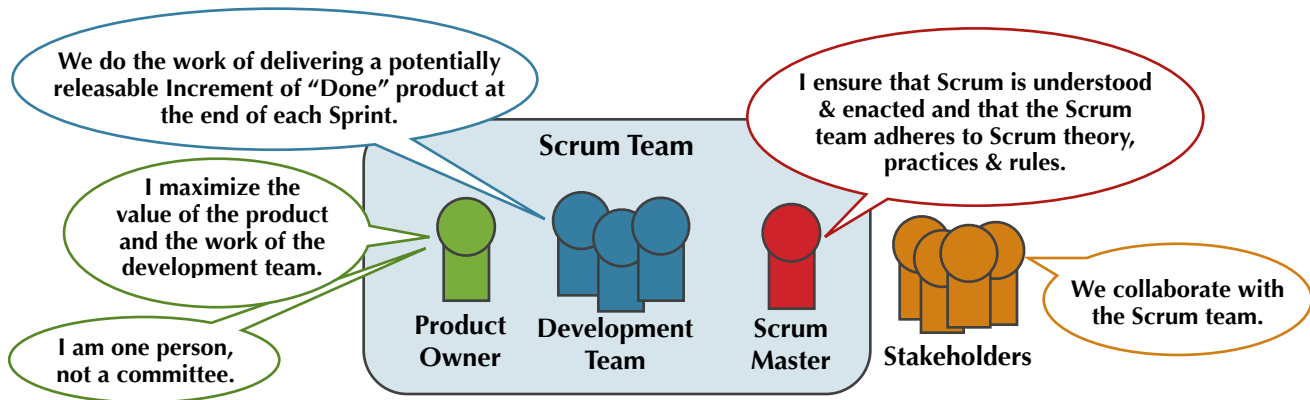 We do the work of delivering a potentially
releasable Increment of “Done” product at
the end of each Sprint.
I ensure that Scrum is understood
& enacted and that the Scrum
team adheres to Scrum theory,
practices & rules.
Scrum Team
I maximize the
value of the product
and the work of the
development team.
I am one person,
not a committee.
Product
Owner
Development
Team
Scrum
Master
Stakeholders
We collaborate with
the Scrum team.